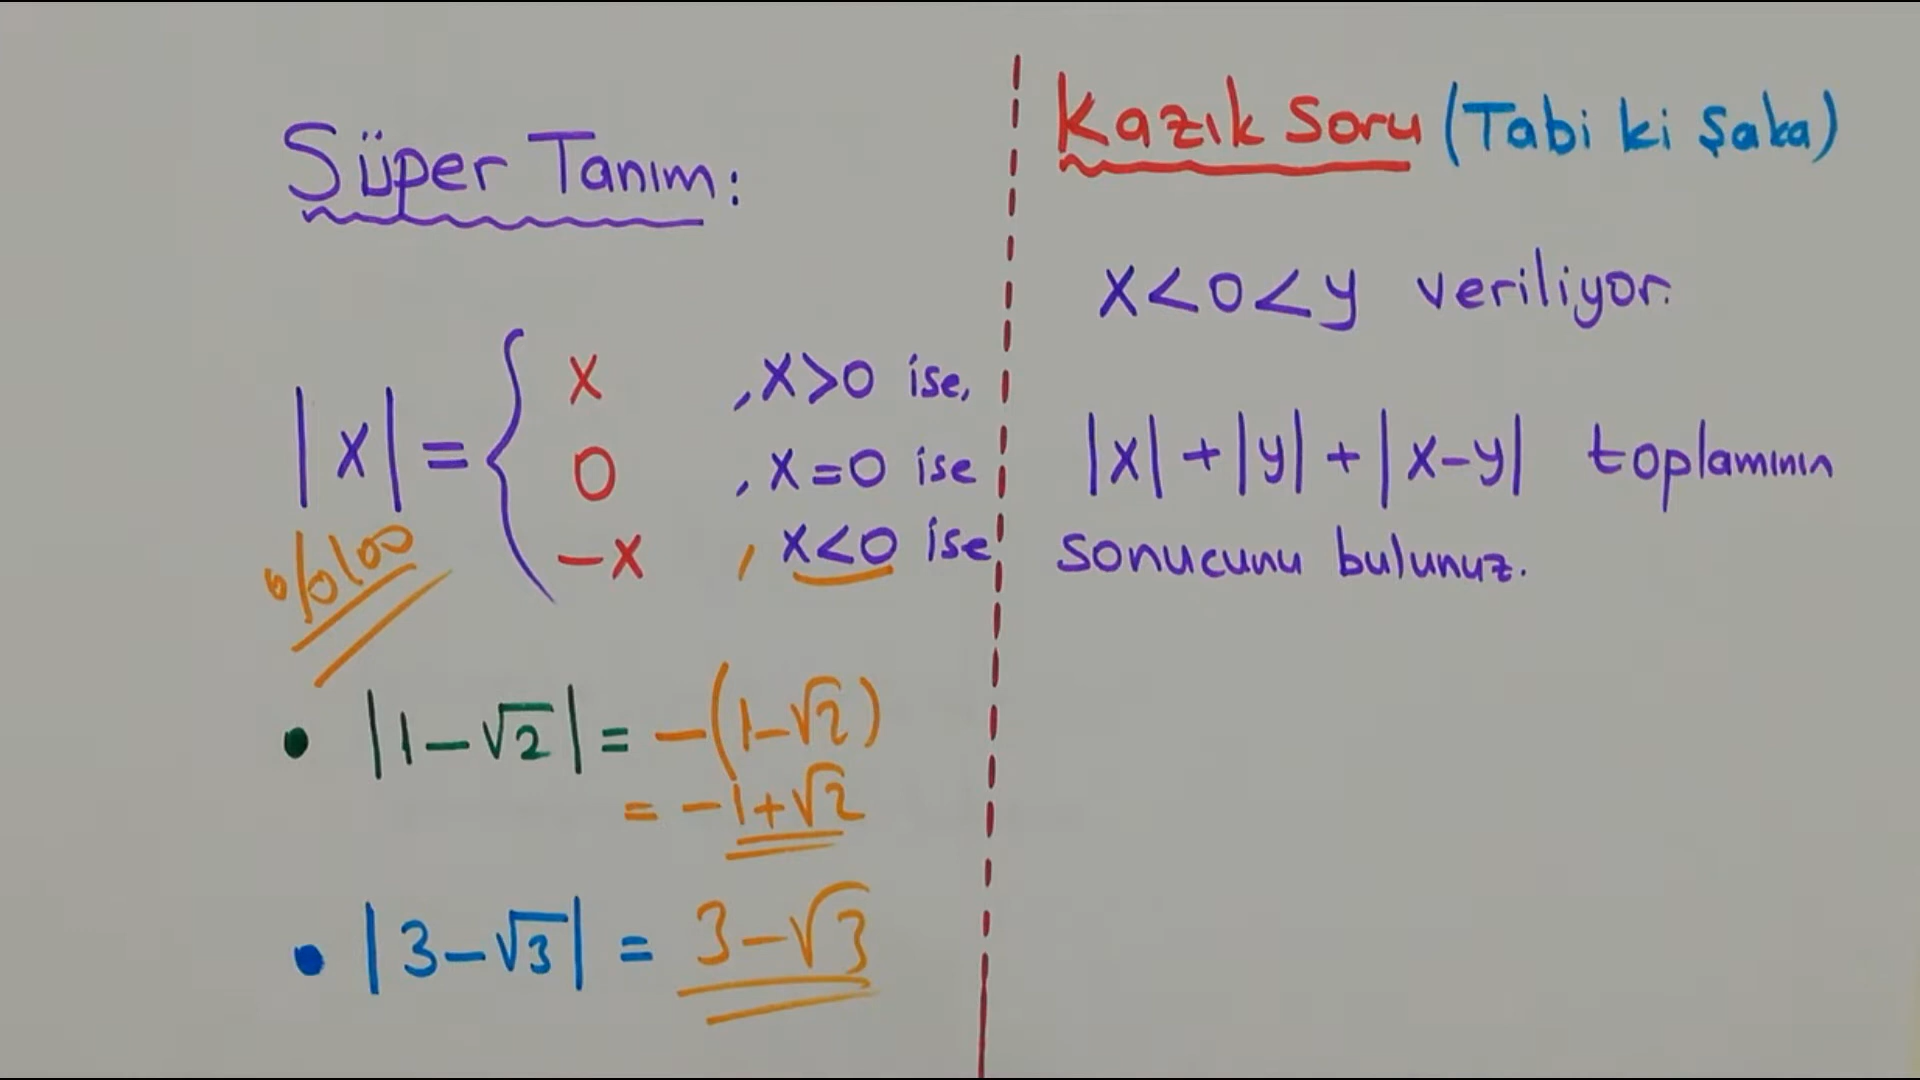 Süper Tanım:
|x| = { x , x>0 ise,
0 , x=0 ise
-x , x<0 ise,
%100
• |1-√2| = -(1-√2)
= -1+√2
• |3-√3| = 3-√3
Kazık Soru (Tabi ki Şaka)
x<0<y veriliyor.
|x|+|y|+|x-y| toplamının
sonucunu bulunuz.